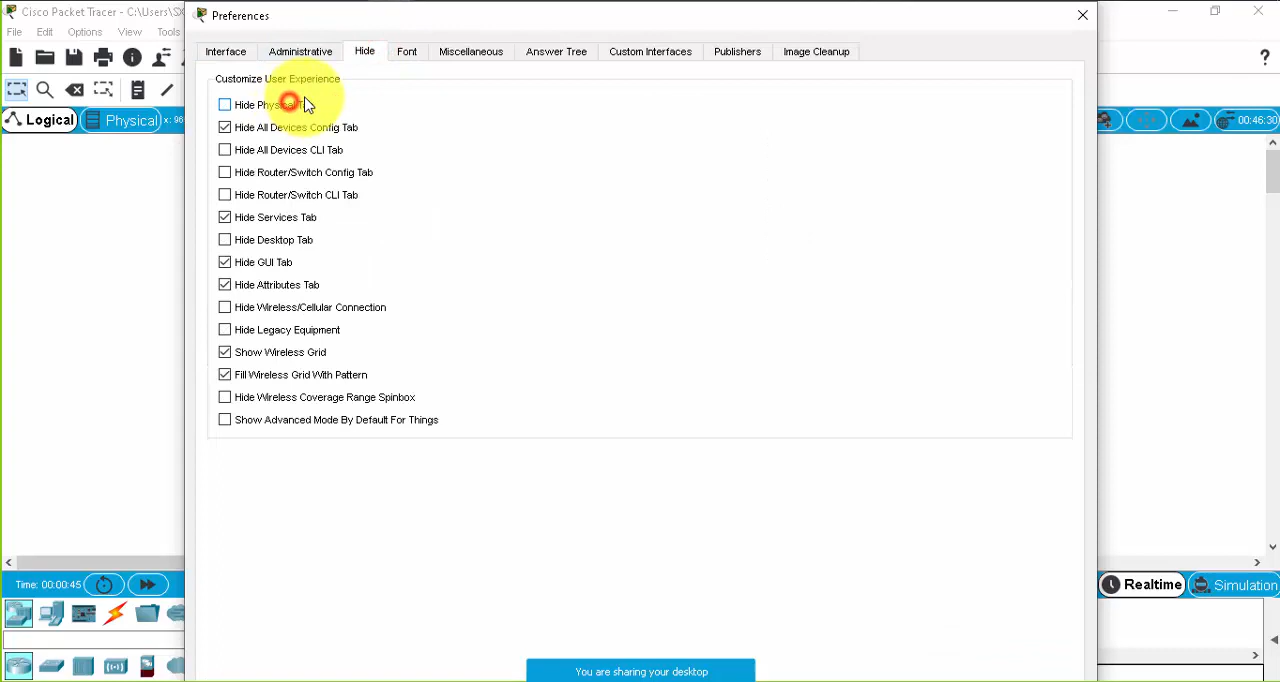 Cisco Packet Tracer - C:\Users\S
Preferences
File Edit Options View Tools
Interface Administrative Hide Font Miscellaneous Answer Tree Custom Interfaces Publishers Image Cleanup
?
Customize User Experience
Hide Physical
Hide All Devices Config Tab
Hide All Devices CLI Tab
Hide Router/Switch Config Tab
Hide Router/Switch CLI Tab
Hide Services Tab
Hide Desktop Tab
Hide GUI Tab
Hide Attributes Tab
Hide Wireless/Cellular Connection
Hide Legacy Equipment
Show Wireless Grid
Fill Wireless Grid With Pattern
Hide Wireless Coverage Range Spinbox
Show Advanced Mode By Default For Things
Logical Physical x: 96
00:46:30
Time: 00:00:45
Realtime Simulation
You are sharing your desktop